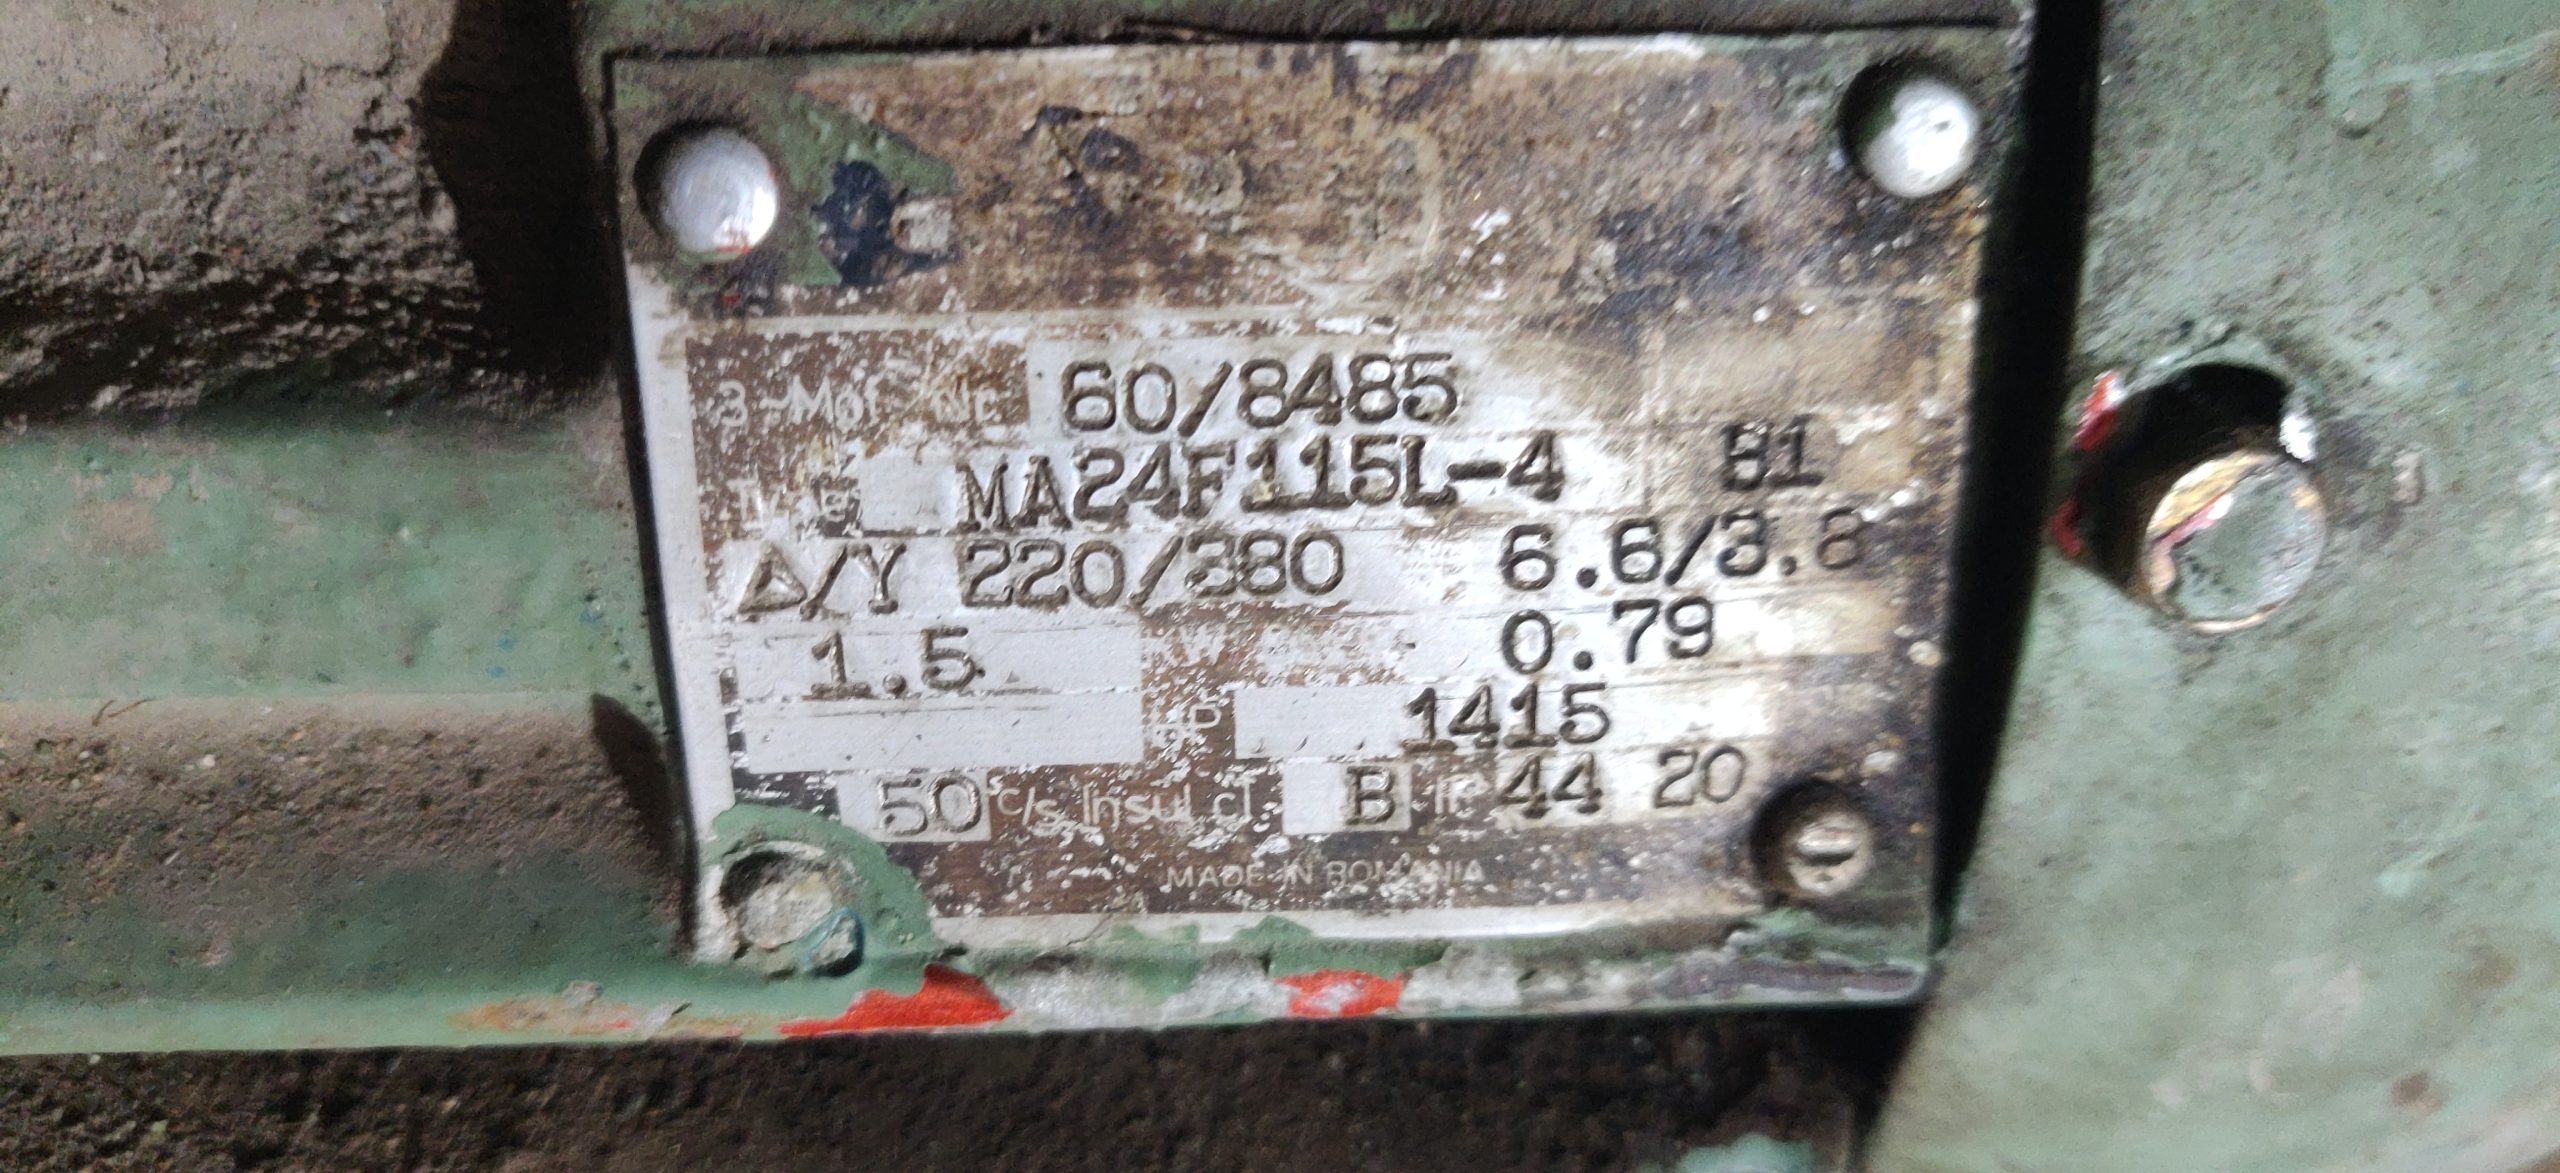 3~Mot Nr 60/8485
MA24F115L-4 B1
Δ/Y 220/380 6.6/3.8
1.5 0.79
1415
50 c/s Insul cl B IP 44 20
MADE IN ROMANIA